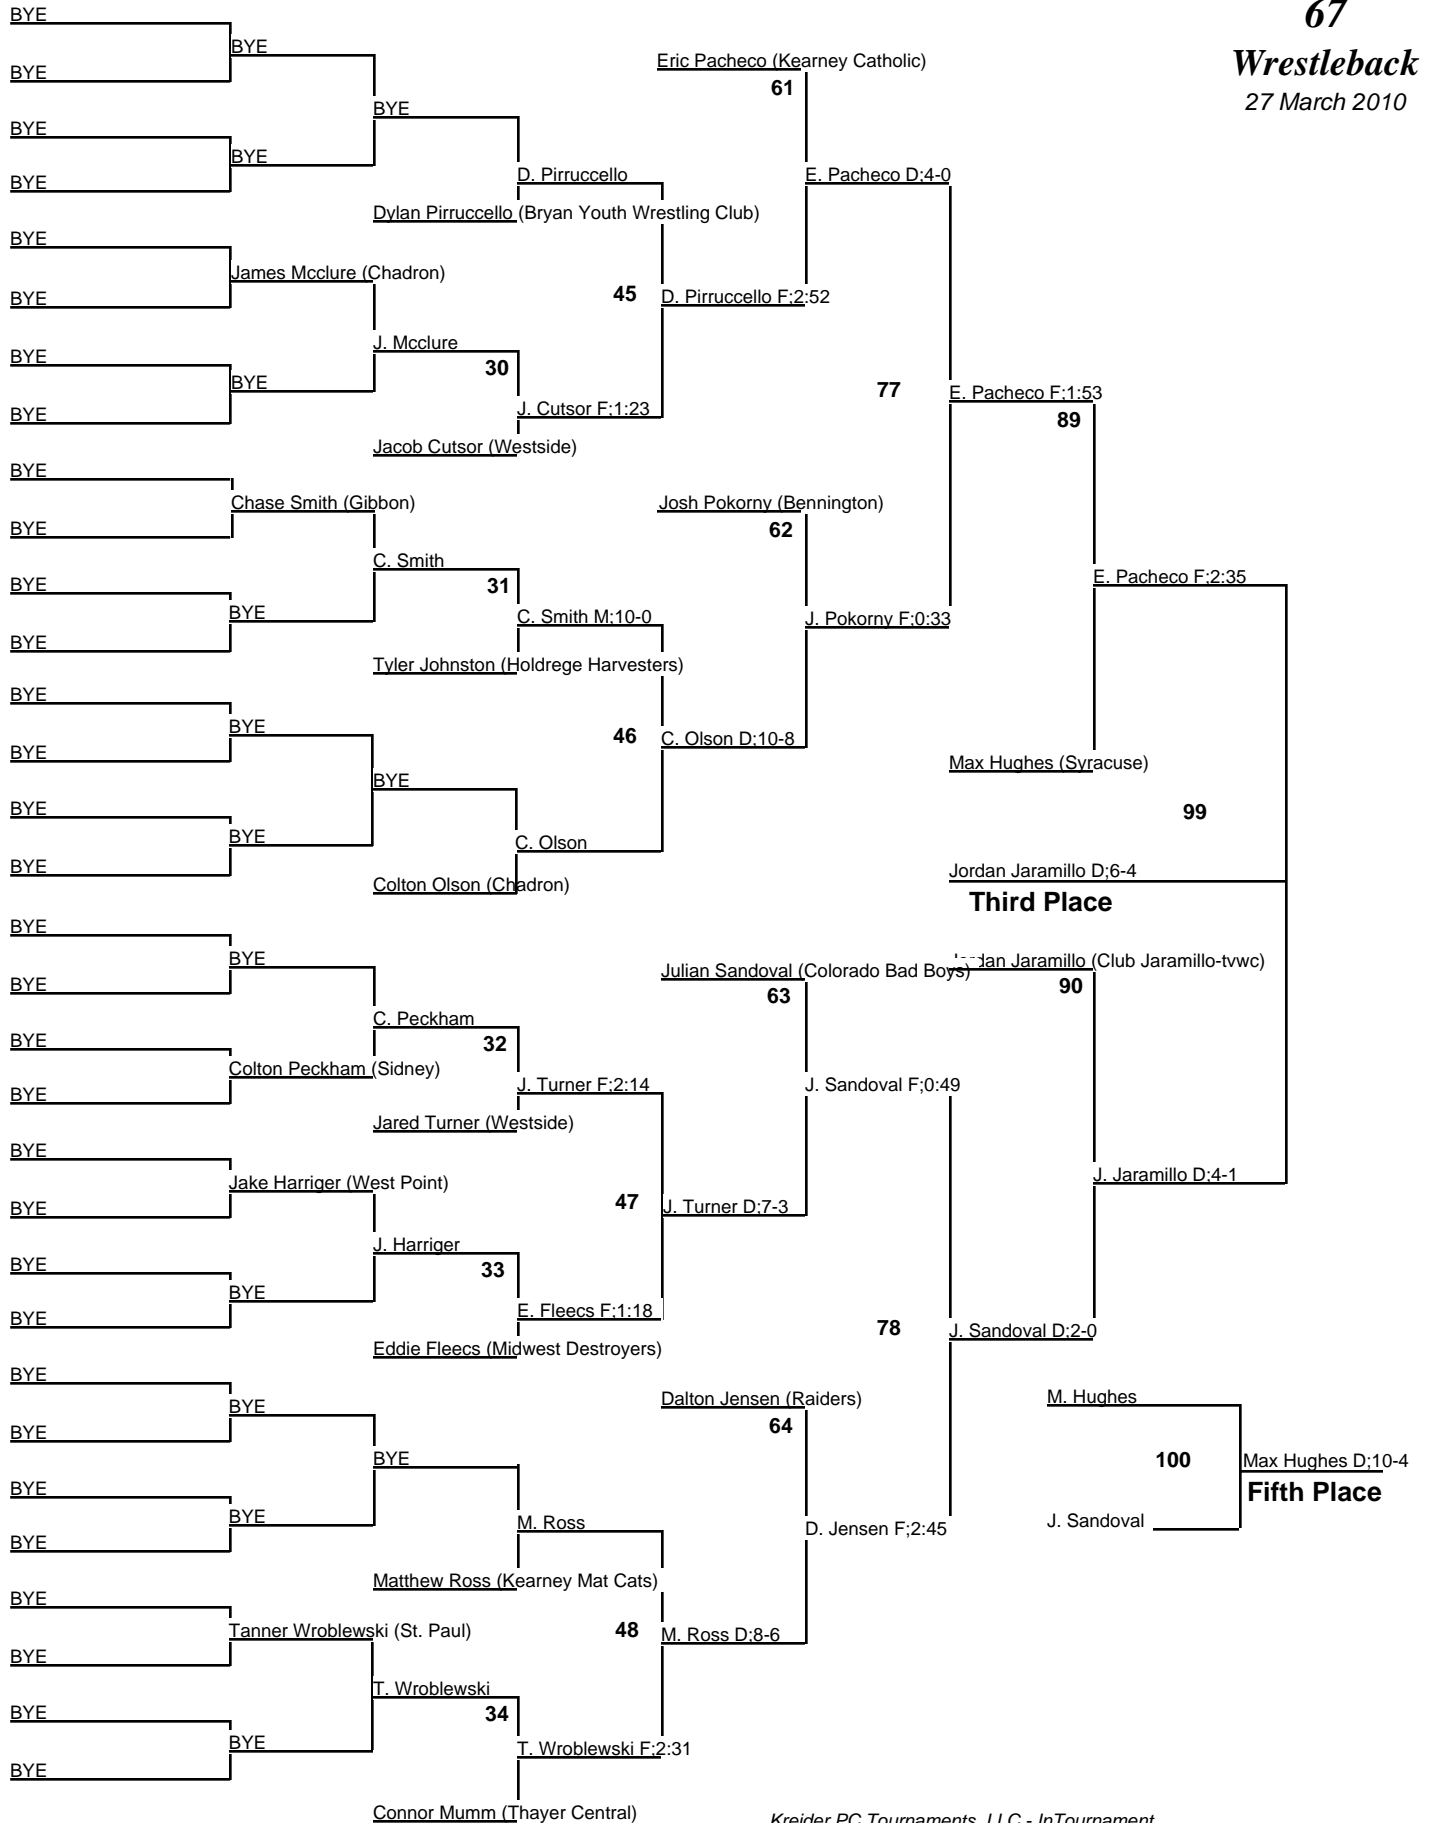 67
Wrestleback
27 March 2010
BYE
BYE
BYE
Eric Pacheco (Kearney Catholic)
61
BYE
BYE
BYE
BYE
D. Pirruccello
E. Pacheco D;4-0
Dylan Pirruccello (Bryan Youth Wrestling Club)
BYE
James Mcclure (Chadron)
BYE
45
D. Pirruccello F;2:52
BYE
J. Mcclure
30
BYE
77
E. Pacheco F;1:53
89
BYE
J. Cutsor F;1:23
Jacob Cutsor (Westside)
BYE
Chase Smith (Gibbon)
Josh Pokorny (Bennington)
62
BYE
C. Smith
31
BYE
E. Pacheco F;2:35
BYE
C. Smith M;10-0
J. Pokorny F;0:33
BYE
Tyler Johnston (Holdrege Harvesters)
BYE
BYE
46
C. Olson D;10-8
BYE
BYE
Max Hughes (Syracuse)
BYE
99
BYE
C. Olson
BYE
Colton Olson (Chadron)
Jordan Jaramillo D;6-4
Third Place
BYE
BYE
Julian Sandoval (Colorado Bad Boys)
dan Jaramillo (Club Jaramillo-tvwc)
BYE
63
90
C. Peckham
32
BYE
Colton Peckham (Sidney)
J. Turner F;2:14
J. Sandoval F;0:49
BYE
Jared Turner (Westside)
BYE
Jake Harriger (West Point)
J. Jaramillo D;4-1
BYE
47
J. Turner D;7-3
J. Harriger
33
BYE
BYE
E. Fleecs F;1:18
BYE
78
J. Sandoval D;2-0
Eddie Fleecs (Midwest Destroyers)
BYE
BYE
Dalton Jensen (Raiders)
64
M. Hughes
BYE
BYE
100
Max Hughes D;10-4
Fifth Place
BYE
BYE
M. Ross
D. Jensen F;2:45
J. Sandoval
BYE
Matthew Ross (Kearney Mat Cats)
BYE
Tanner Wroblewski (St. Paul)
48
M. Ross D;8-6
BYE
T. Wroblewski
34
BYE
BYE
T. Wroblewski F;2:31
BYE
Connor Mumm (Thayer Central)
Kreider PC Tournaments, LLC - InTournament